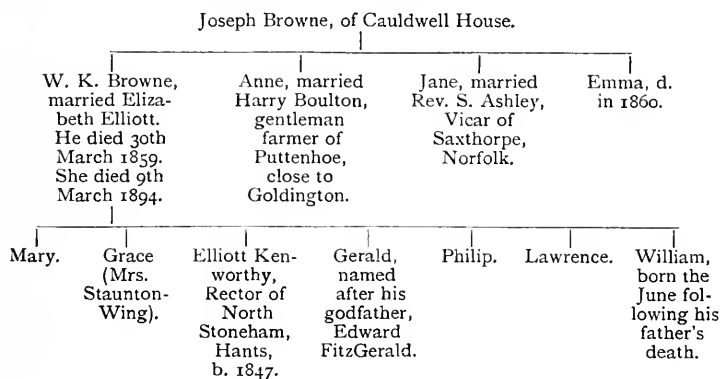 Joseph Browne, of Cauldwell House.
W. K. Browne,
married Eliza-
beth Elliott.
He died 30th
March 1859.
She died 9th
March 1894.
Anne, married
Harry Boulton,
gentleman
farmer of
Puttenhoe,
close to
Goldington.
Jane, married
Rev. S. Ashley,
Vicar of
Saxthorpe,
Norfolk.
Emma, d.
in 1860.
Mary.
Grace
(Mrs.
Staunton-
Wing).
Elliott Ken-
worthy,
Rector of
North
Stoneham,
Hants,
b. 1847.
Gerald,
named
after his
godfather,
Edward
FitzGerald.
Philip.
Lawrence.
William,
born the
June fol-
lowing his
father's
death.